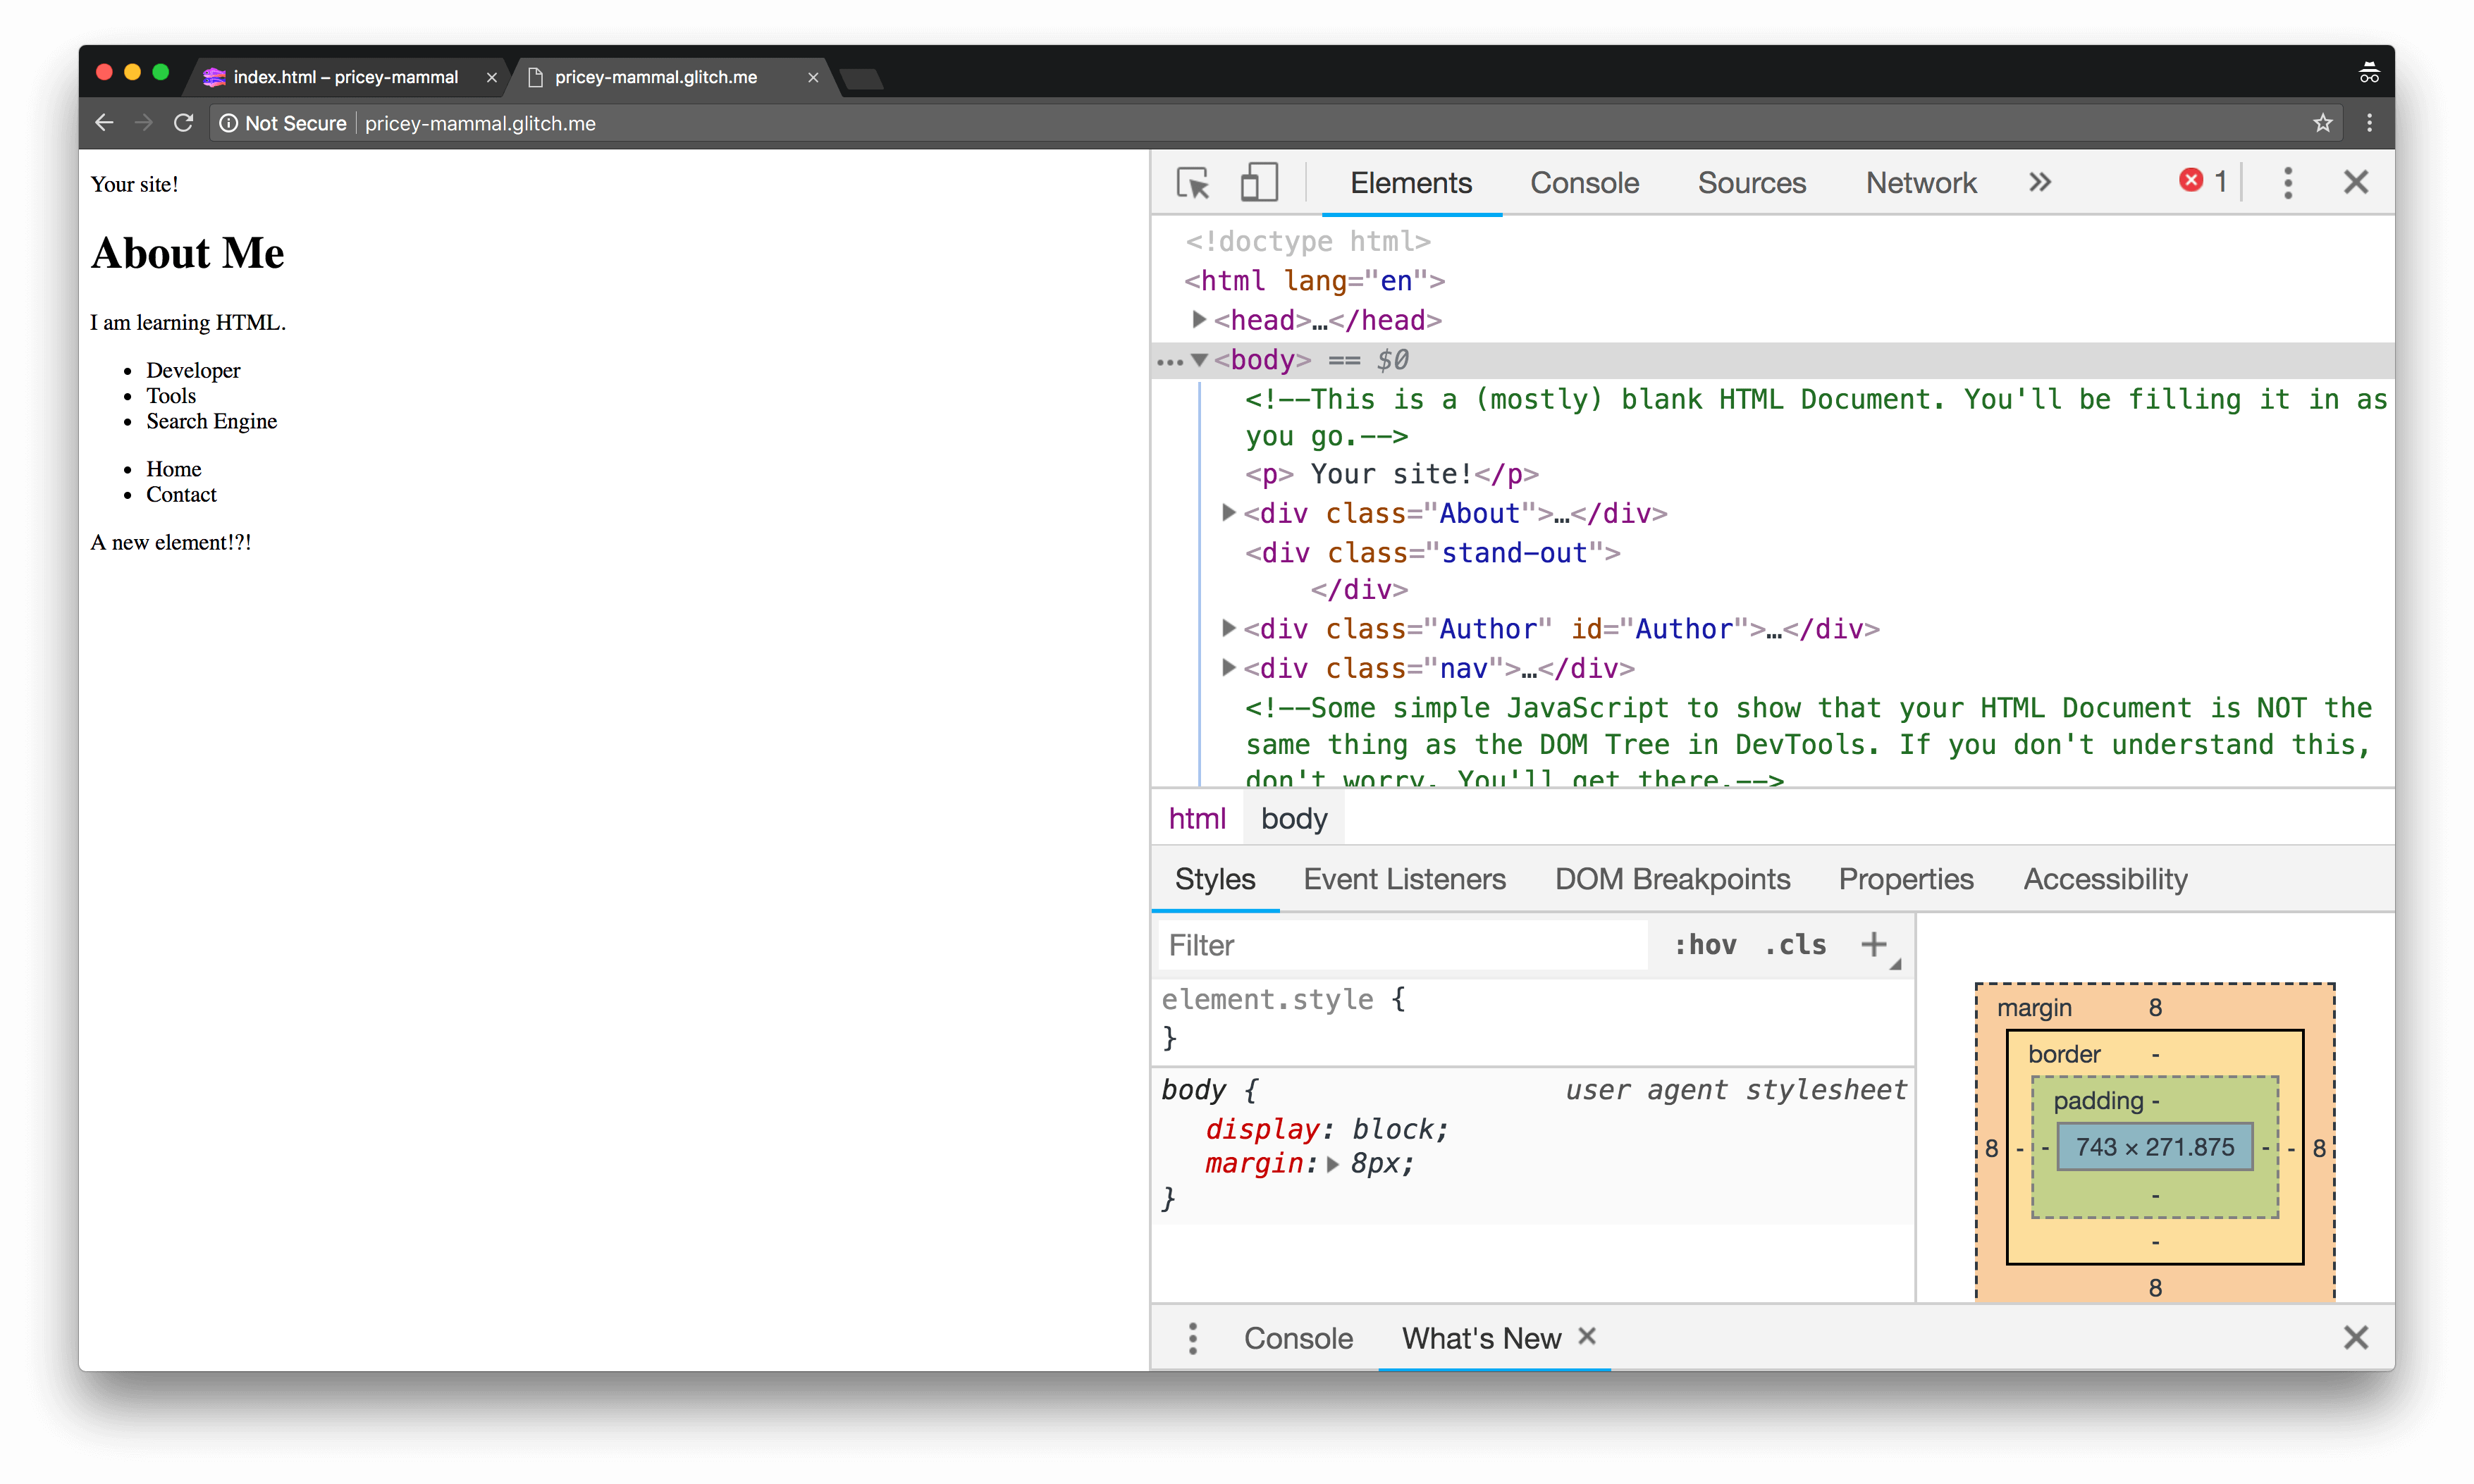 index.html – pricey-mammal
pricey-mammal.glitch.me
Not Secure
pricey-mammal.glitch.me
Your site!
About Me
I am learning HTML.
• Developer
• Tools
• Search Engine
• Home
• Contact
A new element!?!
Elements Console Sources Network » 1
<!doctype html>
<html lang="en">
<head>…</head>
…<body> == $0
<!--This is a (mostly) blank HTML Document. You'll be filling it in as
you go.-->
<p> Your site!</p>
<div class="About">…</div>
<div class="stand-out">
</div>
<div class="Author" id="Author">…</div>
<div class="nav">…</div>
<!--Some simple JavaScript to show that your HTML Document is NOT the
same thing as the DOM Tree in DevTools. If you don't understand this,
don't worry. You'll get there.-->
html body
Styles Event Listeners DOM Breakpoints Properties Accessibility
Filter :hov .cls +
element.style {
}
body { user agent stylesheet
display: block;
margin: 8px;
}
margin 8
border -
padding -
8 - - 743 × 271.875 - - 8
-
-
8
Console What's New